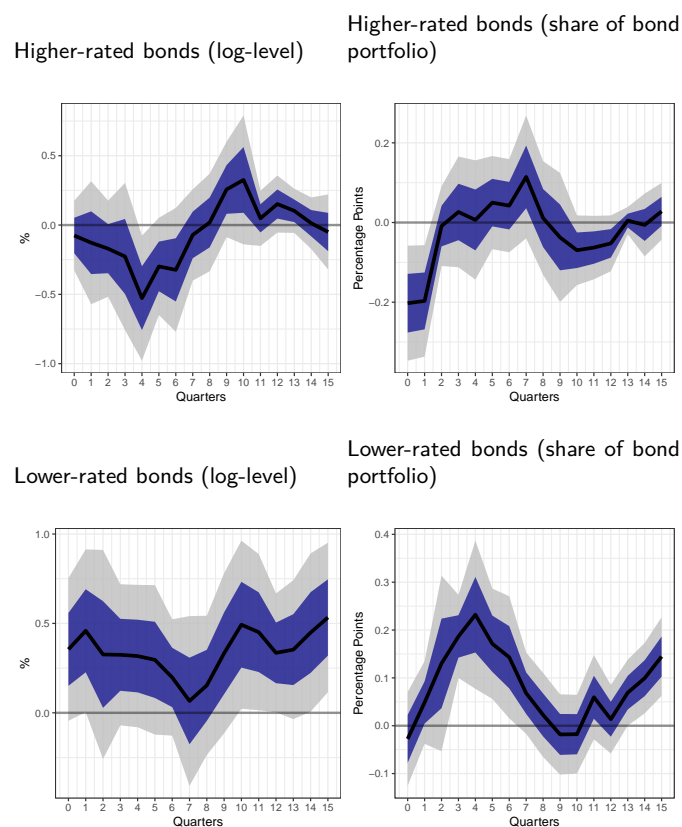 Higher-rated bonds (log-level)
Higher-rated bonds (share of bond
portfolio)
0.5
0.0
−0.5
−1.0
%
0 1 2 3 4 5 6 7 8 9 10 11 12 13 14 15
Quarters
0.2
0.0
−0.2
Percentage Points
0 1 2 3 4 5 6 7 8 9 10 11 12 13 14 15
Quarters
Lower-rated bonds (log-level)
Lower-rated bonds (share of bond
portfolio)
1.0
0.5
0.0
%
0 1 2 3 4 5 6 7 8 9 10 11 12 13 14 15
Quarters
0.4
0.3
0.2
0.1
0.0
−0.1
Percentage Points
0 1 2 3 4 5 6 7 8 9 10 11 12 13 14 15
Quarters